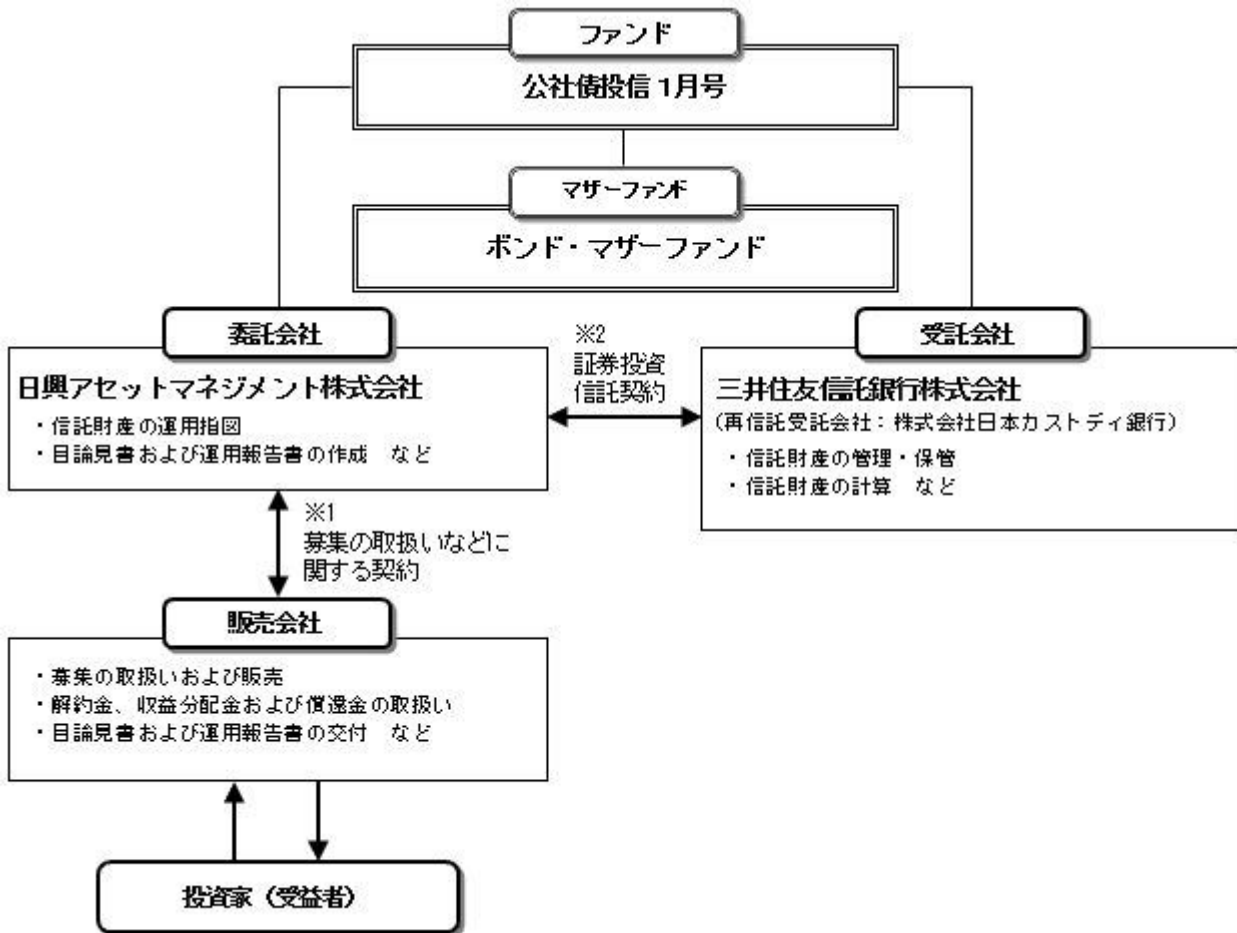 ファンド
公社債投信 1月号
マザーファンド
ボンド・マザーファンド
委託会社
日興アセットマネジメント株式会社
・信託財産の運用指図
・目論見書および運用報告書の作成 など
※2
証券投資
信託契約
受託会社
三井住友信託銀行株式会社
(再信託受託会社：株式会社日本カストディ銀行)
・信託財産の管理・保管
・信託財産の計算 など
※1
募集の取扱いなどに
関する契約
販売会社
・募集の取扱いおよび販売
・解約金、収益分配金および償還金の取扱い
・目論見書および運用報告書の交付 など
投資家（受益者）